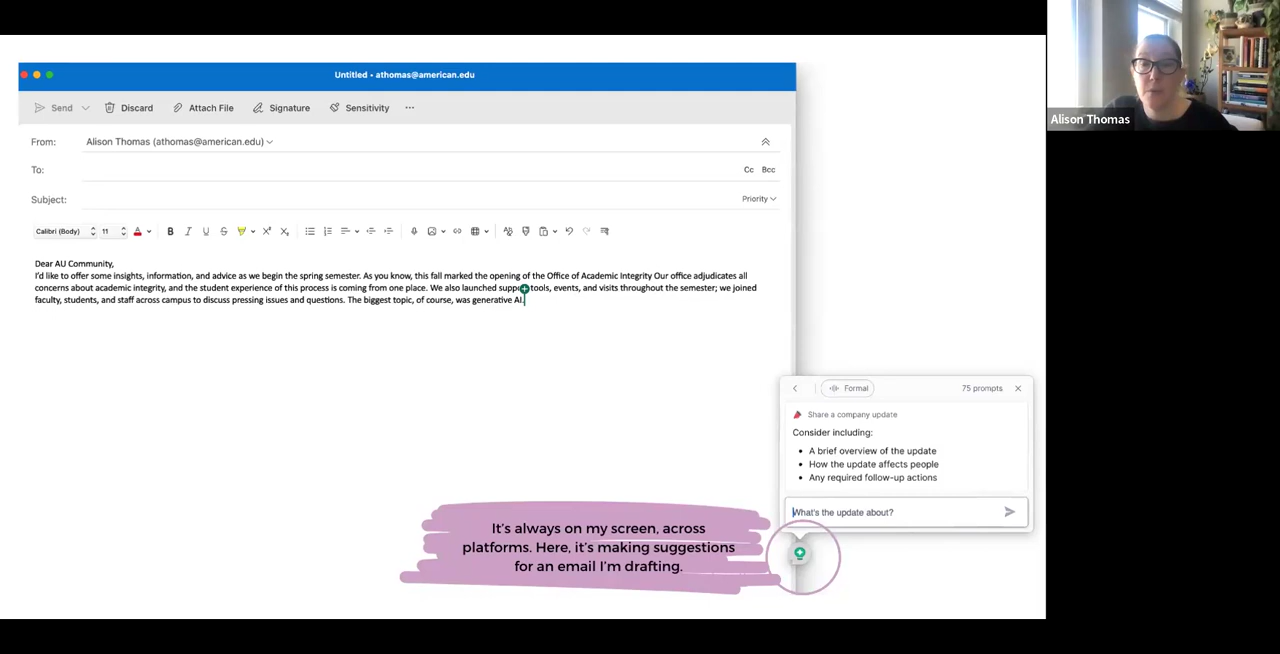 Untitled • athomas@american.edu
Send Discard Attach File Signature Sensitivity ...
From: Alison Thomas (athomas@american.edu)
To: Cc Bcc
Subject: Priority
Calibri (Body) 11
Dear AU Community,
I'd like to offer some insights, information, and advice as we begin the spring semester. As you know, this fall marked the opening of the Office of Academic Integrity Our office adjudicates all
concerns about academic integrity, and the student experience of this process is coming from one place. We also launched tools, events, and visits throughout the semester; we joined
faculty, students, and staff across campus to discuss pressing issues and questions. The biggest topic, of course, was generative AI.
Formal 75 prompts
Share a company update
Consider including:
• A brief overview of the update
• How the update affects people
• Any required follow-up actions
What's the update about?
It's always on my screen, across
platforms. Here, it's making suggestions
for an email I'm drafting.
Alison Thomas